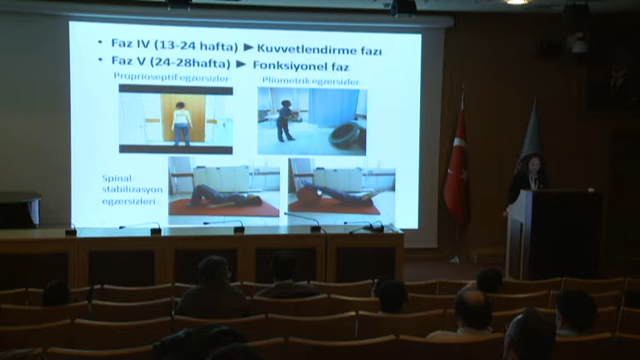 • Faz IV (13-24 hafta) ► Kuvvetlendirme fazı
• Faz V (24-28hafta) ► Fonksiyonel faz
Proprioseptif egzersizler
Pliometrik egzersizler
Spinal
stabilizasyon
egzersizleri